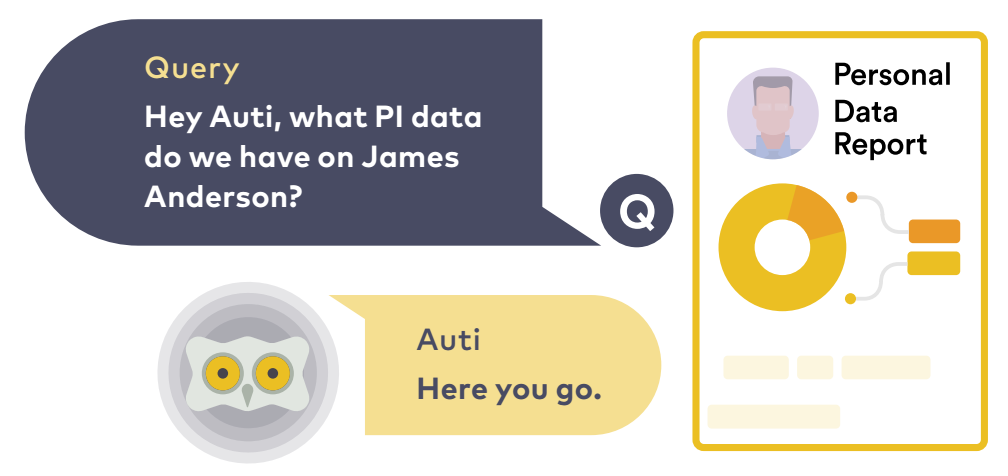 Query
Hey Auti, what PI data
do we have on James
Anderson?
Q
Auti
Here you go.
Personal
Data
Report